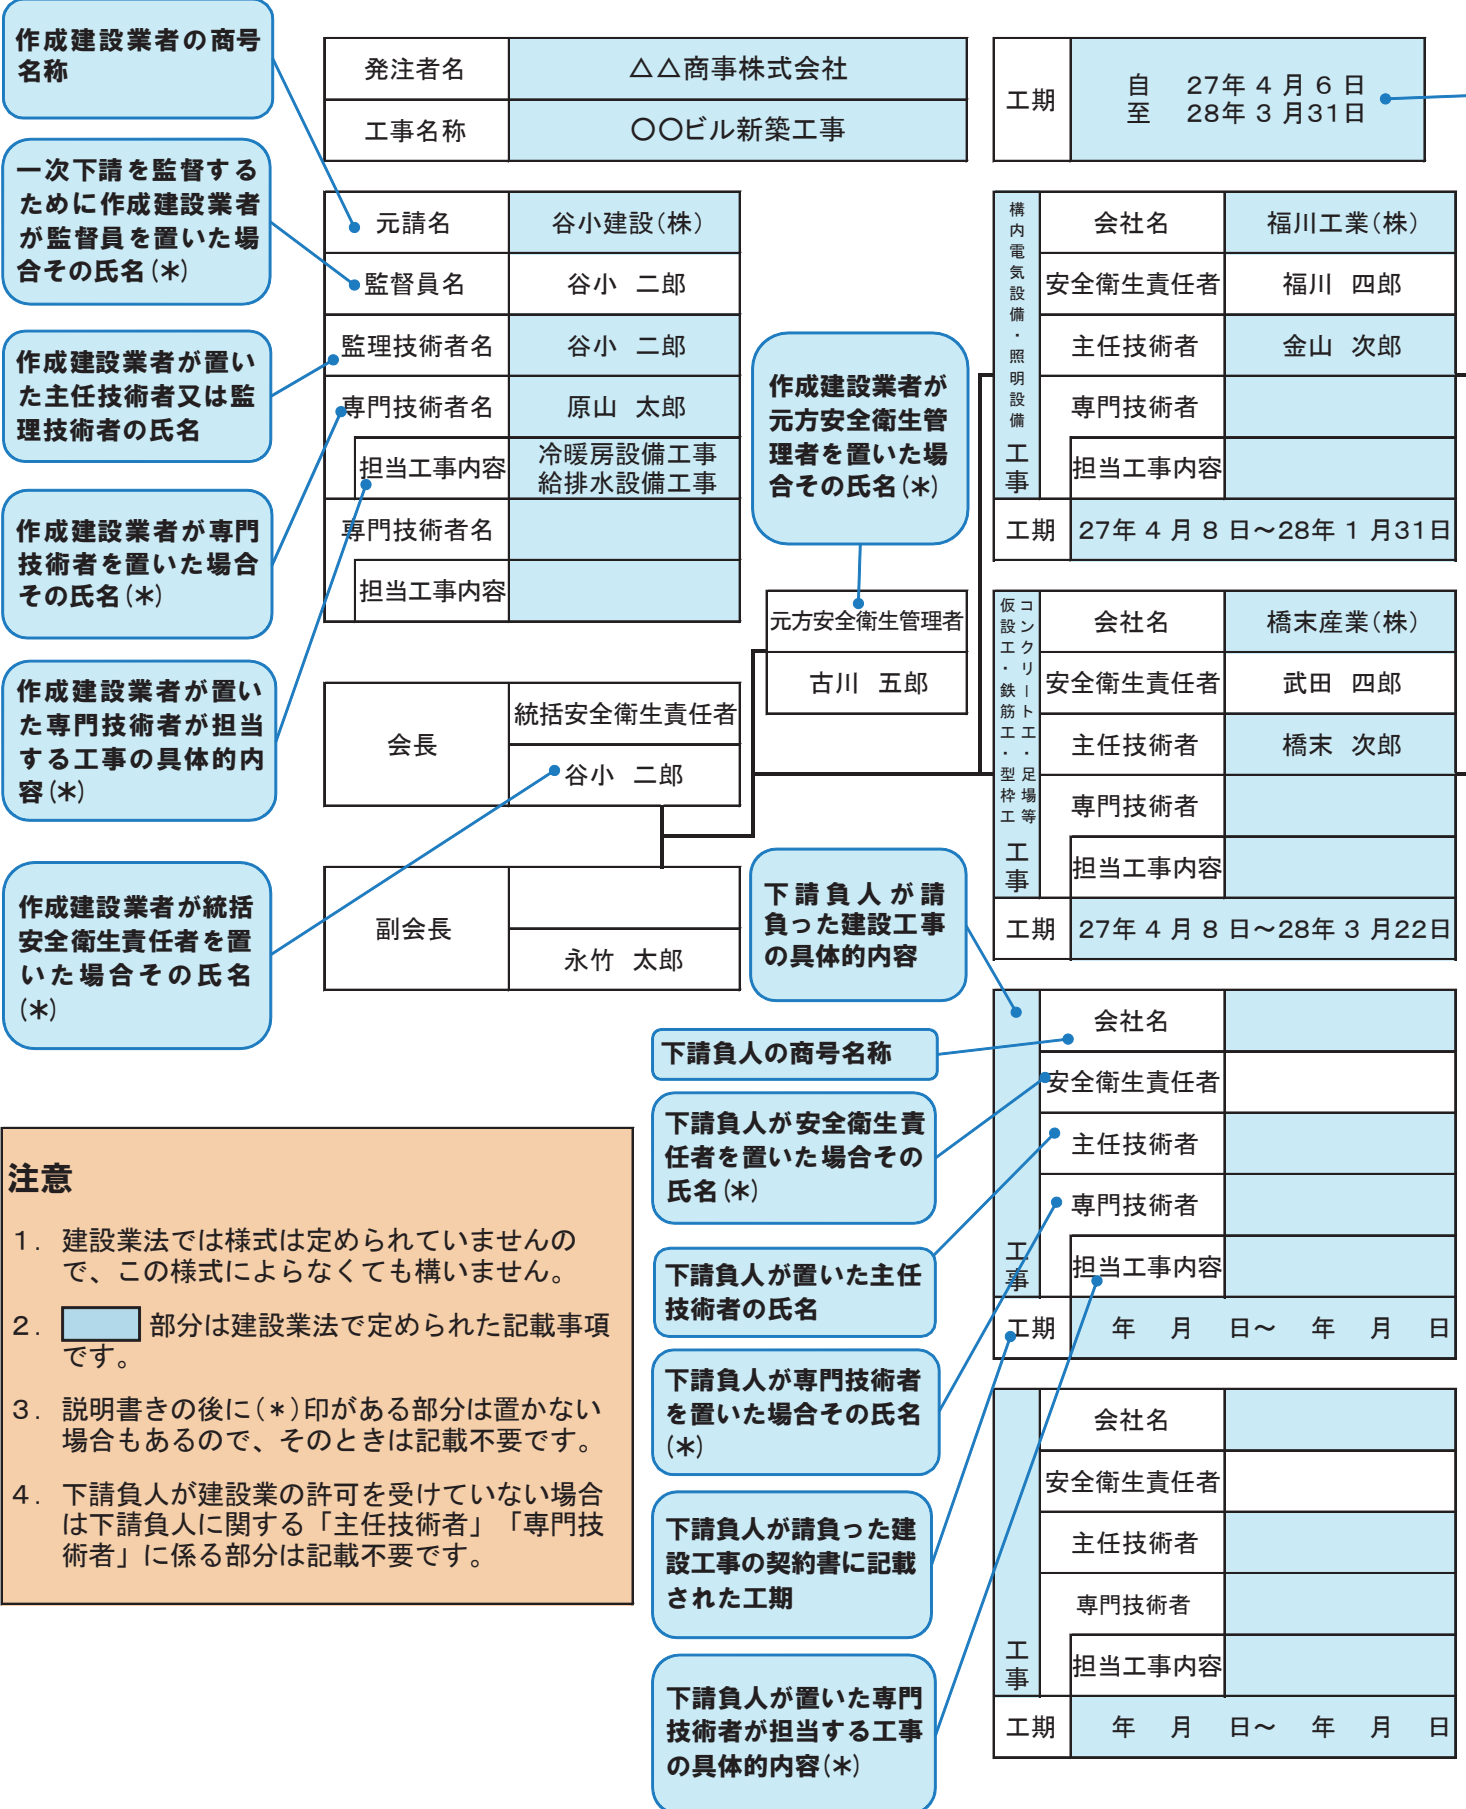 作成建設業者の商号
名称
一次下請を監督する
ために作成建設業者
が監督員を置いた場
合その氏名(＊)
作成建設業者が置い
た主任技術者又は監
理技術者の氏名
作成建設業者が専門
技術者を置いた場合
その氏名(＊)
作成建設業者が置い
た専門技術者が担当
する工事の具体的内
容(＊)
作成建設業者が統括
安全衛生責任者を置
いた場合その氏名
(＊)
発注者名 △△商事株式会社
工事名称 〇〇ビル新築工事
工期
自 27年 4 月 6 日
至 28年 3 月31日
元請名 谷小建設(株)
監督員名 谷小 二郎
監理技術者名 谷小 二郎
専門技術者名 原山 太郎
担当工事内容
冷暖房設備工事
給排水設備工事
専門技術者名
担当工事内容
作成建設業者が
元方安全衛生管
理者を置いた場
合その氏名(＊)
元方安全衛生管理者
古川 五郎
会長
統括安全衛生責任者
谷小 二郎
副会長
永竹 太郎
構内電気設備・照明設備
工事
会社名 福川工業(株)
安全衛生責任者 福川 四郎
主任技術者 金山 次郎
専門技術者
担当工事内容
工期 27年 4 月 8 日～28年 1 月31日
コンクリート工・足場等
仮設工・鉄筋工・型枠工
工事
会社名 橋末産業(株)
安全衛生責任者 武田 四郎
主任技術者 橋末 次郎
専門技術者
担当工事内容
工期 27年 4 月 8 日～28年 3 月22日
下請負人が請
負った建設工事
の具体的内容
下請負人の商号名称
下請負人が安全衛生責
任者を置いた場合その
氏名(＊)
下請負人が置いた主任
技術者の氏名
下請負人が専門技術者
を置いた場合その氏名
(＊)
下請負人が請負った建
設工事の契約書に記載
された工期
下請負人が置いた専門
技術者が担当する工事
の具体的内容(＊)
工事
会社名
安全衛生責任者
主任技術者
専門技術者
担当工事内容
工期 年 月 日～ 年 月 日
工事
会社名
安全衛生責任者
主任技術者
専門技術者
担当工事内容
工期 年 月 日～ 年 月 日
注意
１．建設業法では様式は定められていませんの
で、この様式によらなくても構いません。
２． 部分は建設業法で定められた記載事項
です。
３．説明書きの後に(＊)印がある部分は置かない
場合もあるので、そのときは記載不要です。
４．下請負人が建設業の許可を受けていない場合
は下請負人に関する「主任技術者」「専門技
術者」に係る部分は記載不要です。